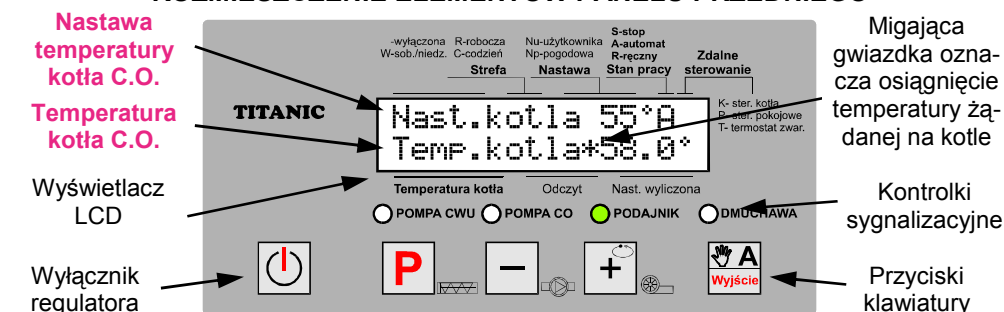 Nastawa
temperatury
kotła C.O.
Temperatura
kotła C.O.
Wyświetlacz
LCD
Wyłącznik
regulatora
-wyłączona R-robocza
W-sob./niedz. C-codzień
Strefa
Nu-użytkownika
Np-pogodowa
Nastawa
S-stop
A-automat
R-ręczny
Stan pracy
Zdalne
sterowanie
TITANIC
Nast.kotla 55°A
Temp.kotla*58.0°
K- ster. kotła
P- ster. pokojowe
T- termostat zwar.
Temperatura kotła
Odczyt
Nast. wyliczona
POMPA CWU
POMPA CO
PODAJNIK
DMUCHAWA
P
−
+
A
Wyjście
Migająca
gwiazdka ozna-
cza osiągnięcie
temperatury żą-
danej na kotle
Kontrolki
sygnalizacyjne
Przyciski
klawiatury